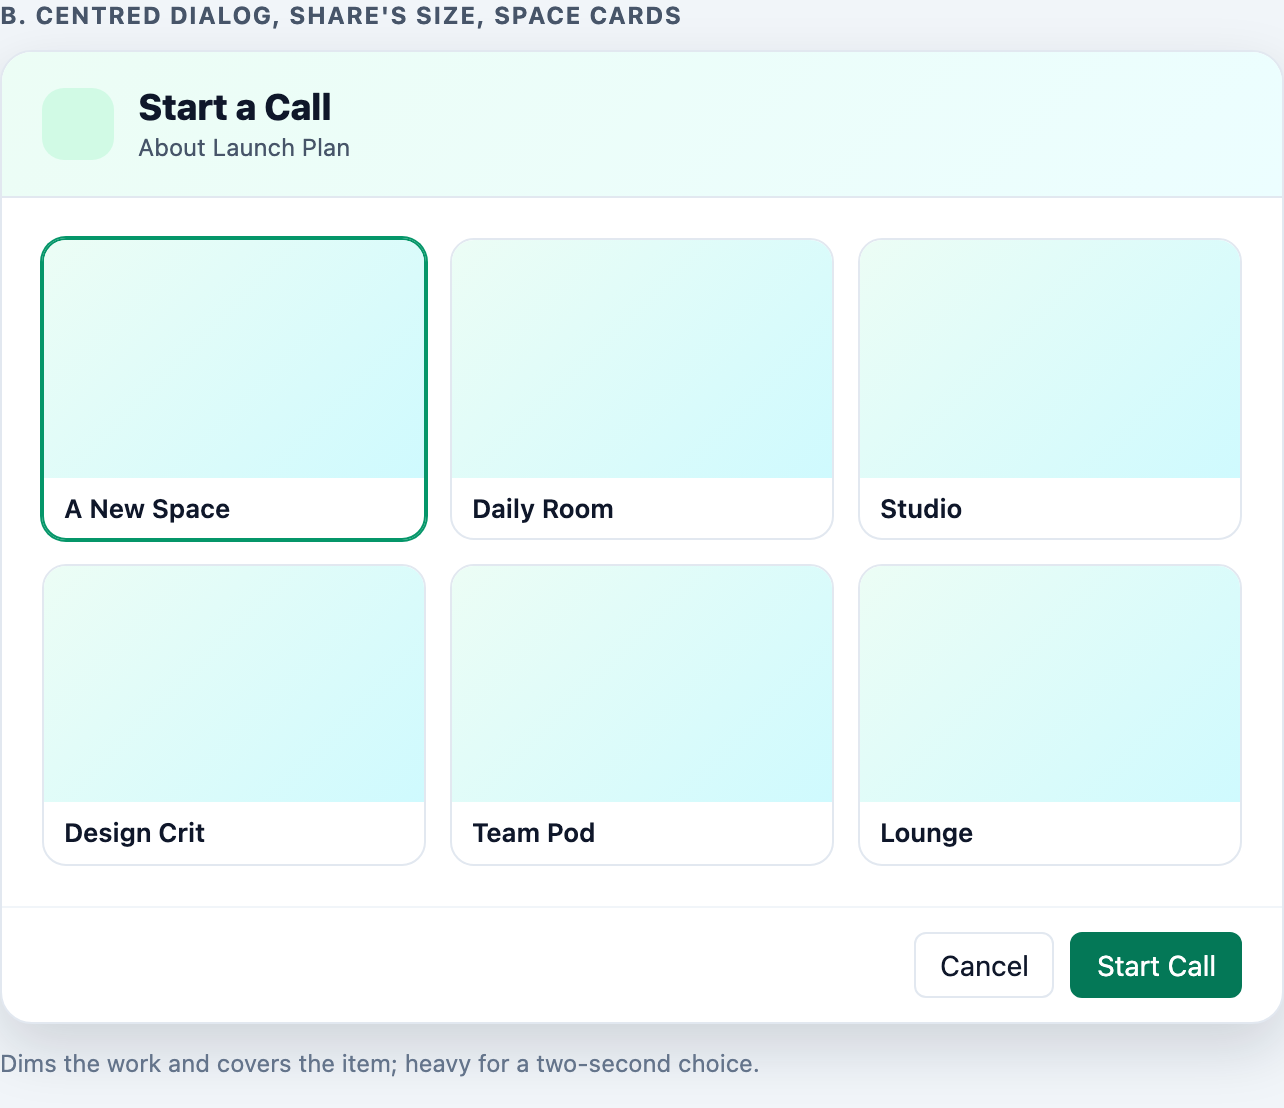 B. CENTRED DIALOG, SHARE'S SIZE, SPACE CARDS
Start a Call
About Launch Plan
A New Space
Daily Room
Studio
Design Crit
Team Pod
Lounge
Cancel
Start Call
Dims the work and covers the item; heavy for a two-second choice.